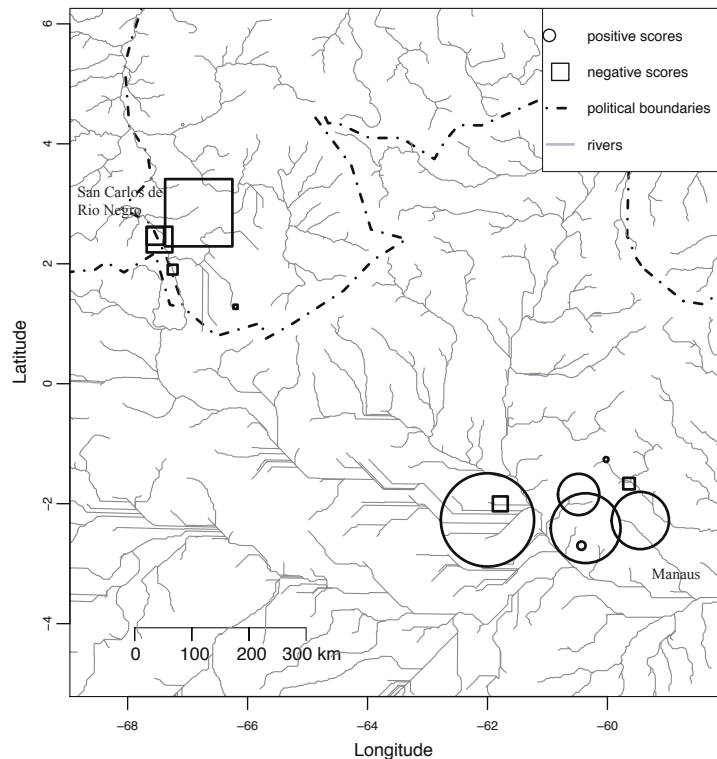 6
positive scores
negative scores
political boundaries
rivers
4
San Carlos de
Rio Negro
2
Latitude
0
−2
Manaus
−4
0 100 200 300 km
−68 −66 −64 −62 −60
Longitude